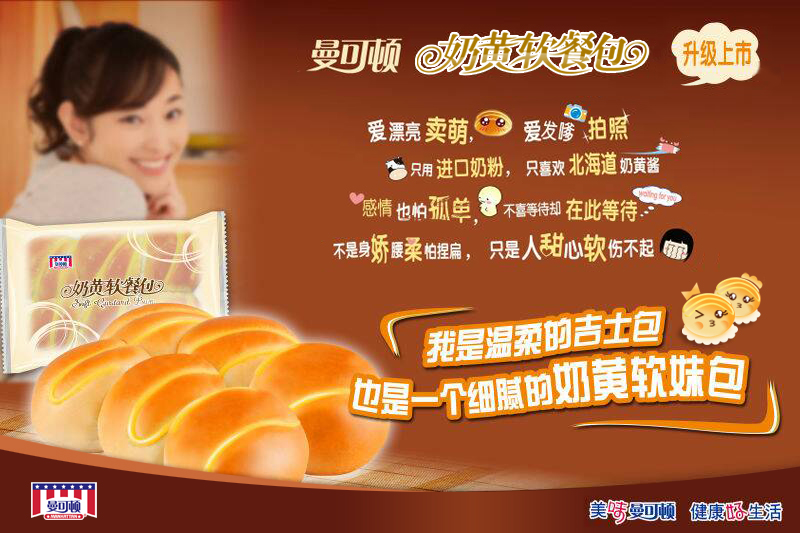 曼可顿 奶黄软餐包 升级上市
爱漂亮卖萌， 爱发嗲拍照
只用进口奶粉， 只喜欢北海道奶黄酱
waiting for you
感情也怕孤单， 不喜等待却在此等待...
不是身娇腰柔怕捏扁， 只是人甜心软伤不起
曼可顿
奶黄软餐包
我是温柔的吉士包
也是一个细腻的奶黄软妹包
曼可顿
MANHATTAN
美味曼可顿 健康好生活